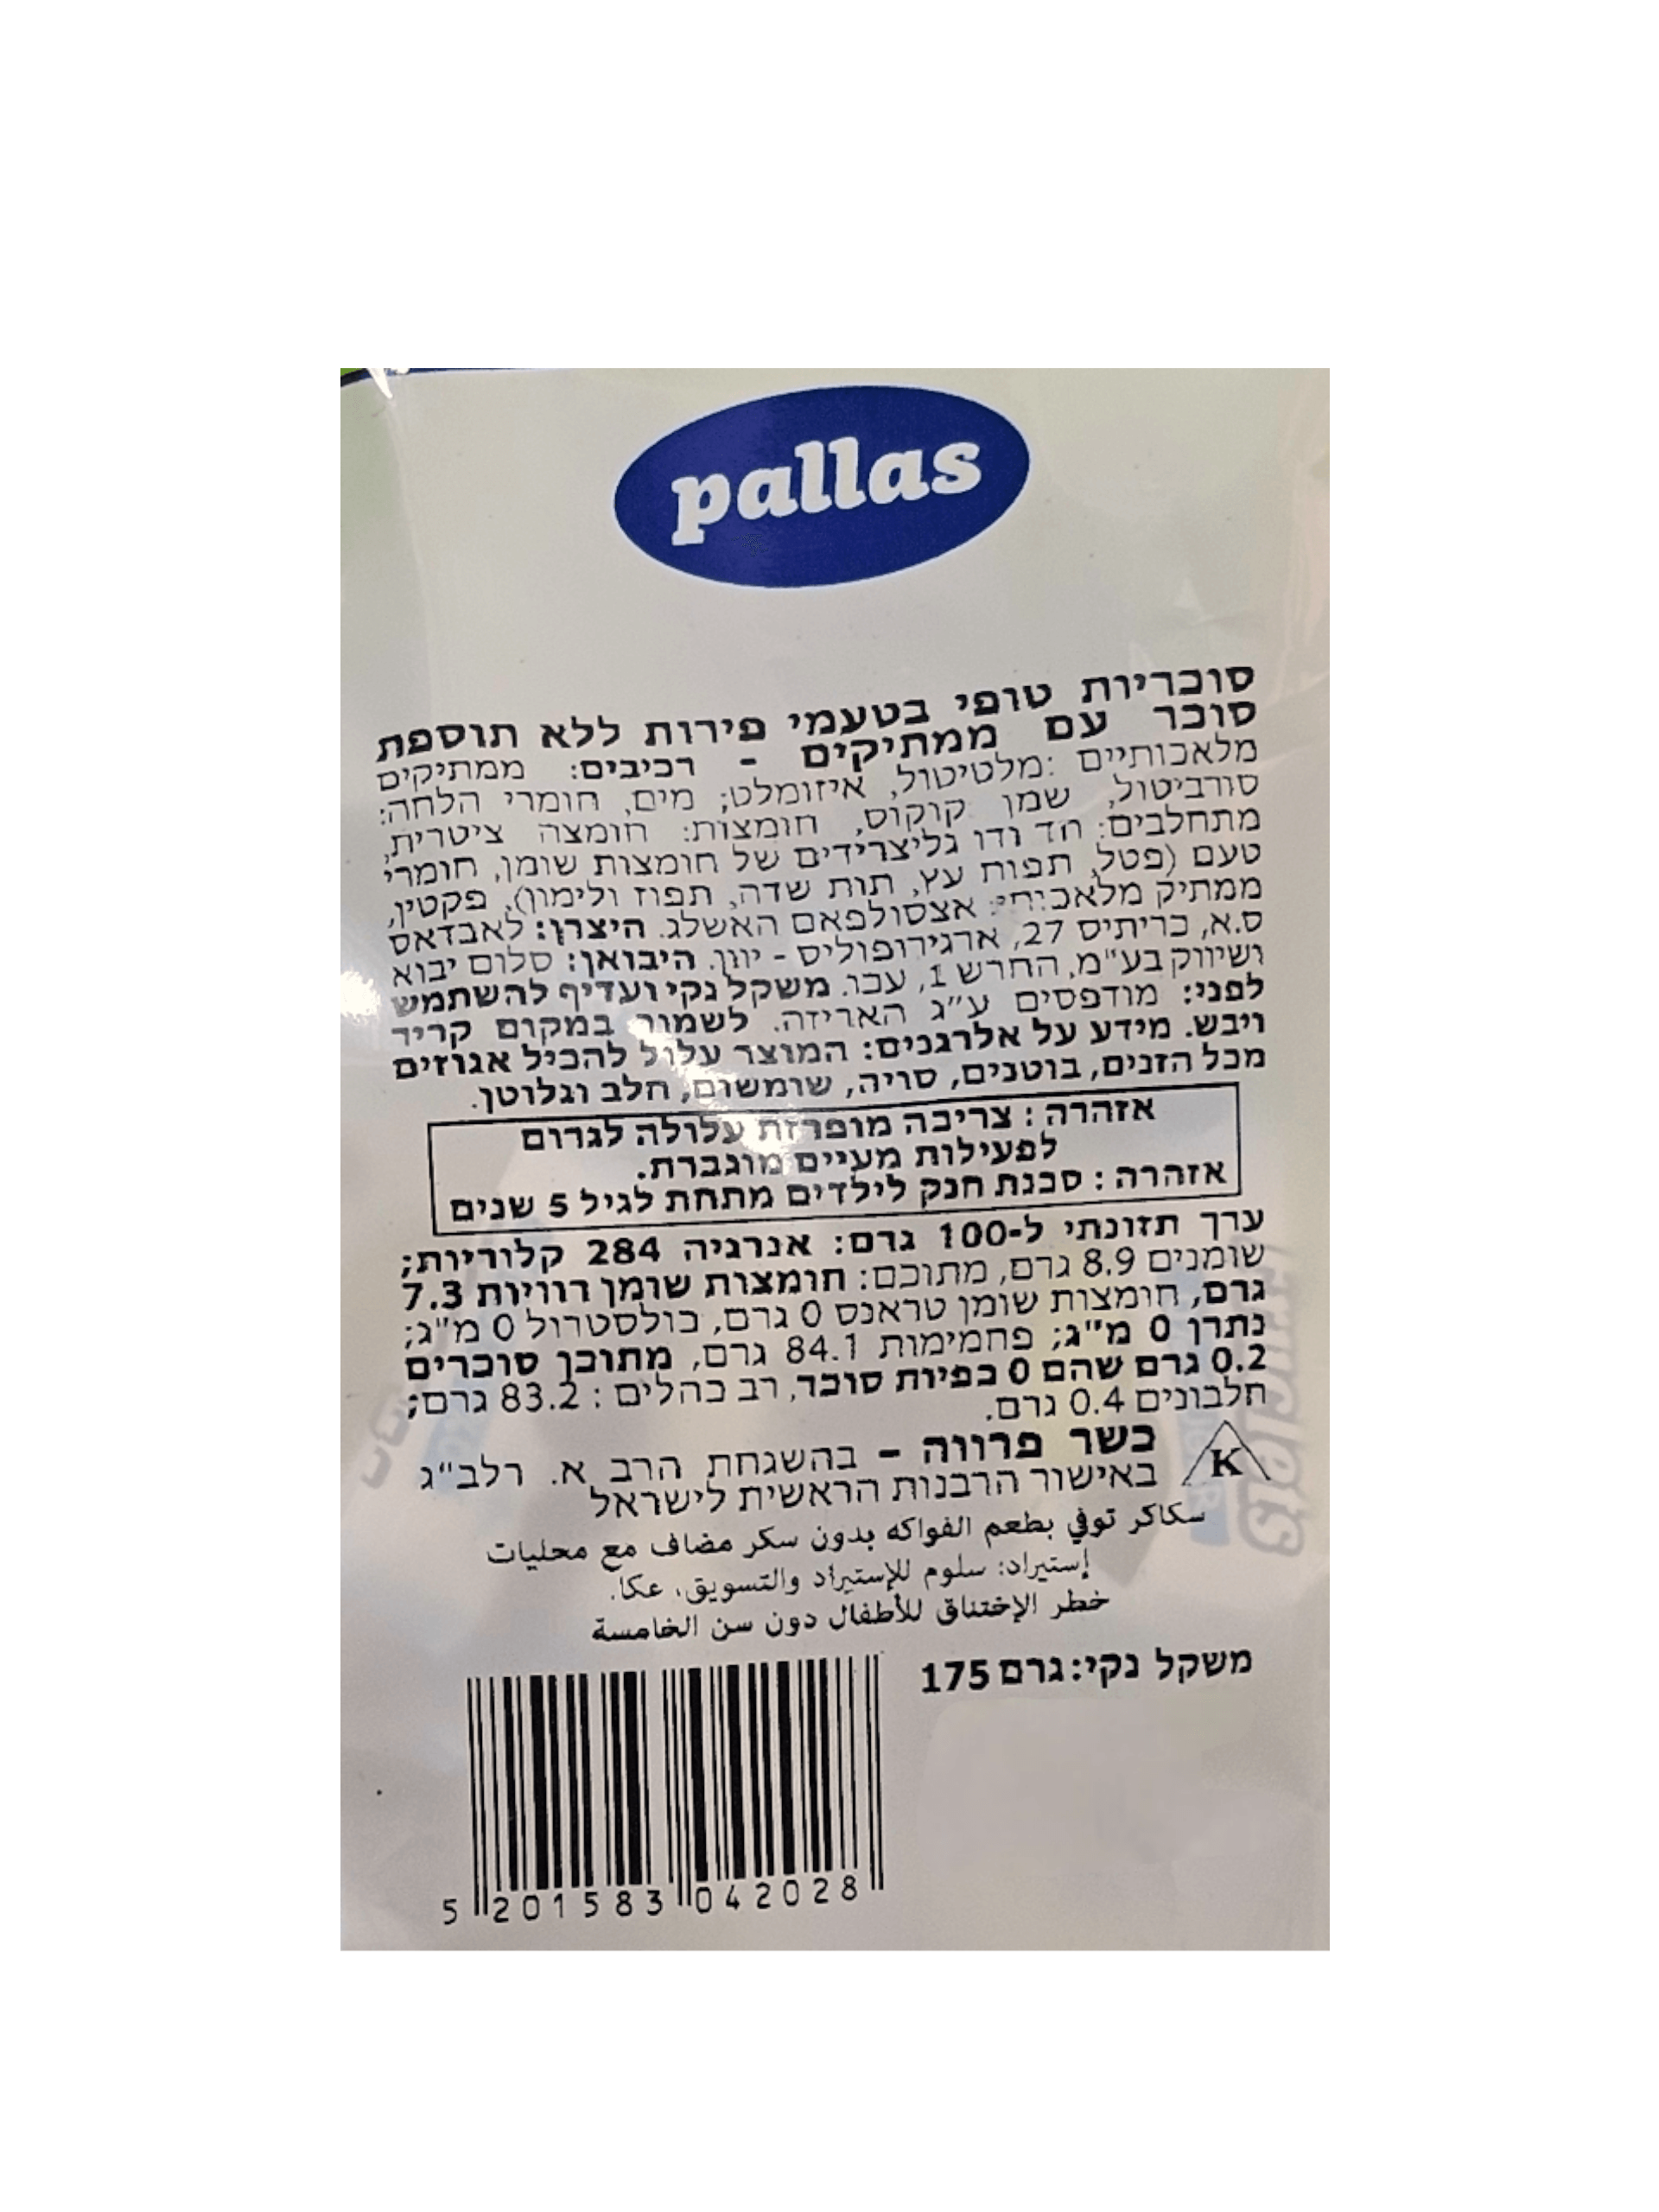 pallas
סוכריות טופי בטעמי פירות ללא תוספת
סוכר עם ממתיקים - רכיבים: ממתיקים
מלאכותיים :מלטיטול, איזומלט; מים, חומרי הלחה:
סורביטול, שמן קוקוס, חומצות: חומצה ציטרית,
מתחלבים: חד ודו גליצרידים של חומצות שומן, חומרי
טעם (פטל, תפוח עץ, תות שדה, תפוז ולימון), פקטין,
ממתיק מלאכותי: אצסולפאם האשלג. היצרן: לאבדאס
ס.א, כריתיס 27, ארגירופוליס - יוון. היבואן: סלום יבוא
ושיווק בע"מ, החרש 1, עכו. משקל נקי ועדיף להשתמש
לפני: מודפסים ע"ג האריזה. לשמור במקום קריר
ויבש. מידע על אלרגנים: המוצר עלול להכיל אגוזים
מכל הזנים, בוטנים, סויה, שומשום, חלב וגלוטן.
אזהרה : צריכה מופרזת עלולה לגרום
לפעילות מעיים מוגברת.
אזהרה : סכנת חנק לילדים מתחת לגיל 5 שנים
ערך תזונתי ל-100 גרם: אנרגיה 284 קלוריות;
שומנים 8.9 גרם, מתוכם: חומצות שומן רוויות 7.3
גרם, חומצות שומן טראנס 0 גרם, כולסטרול 0 מ"ג;
נתרן 0 מ"ג; פחמימות 84.1 גרם, מתוכן סוכרים
0.2 גרם שהם 0 כפיות סוכר, רב כהלים : 83.2 גרם;
חלבונים 0.4 גרם.
K כשר פרווה - בהשגחת הרב א. רלב"ג
באישור הרבנות הראשית לישראל
سكاكر توفي بطعم الفواكه بدون سكر مضاف مع محليات
إستيراد: سلوم للإستيراد والتسويق، عكا.
خطر الإختناق للأطفال دون سن الخامسة
משקל נקי: גרם 175
5 201583 042028